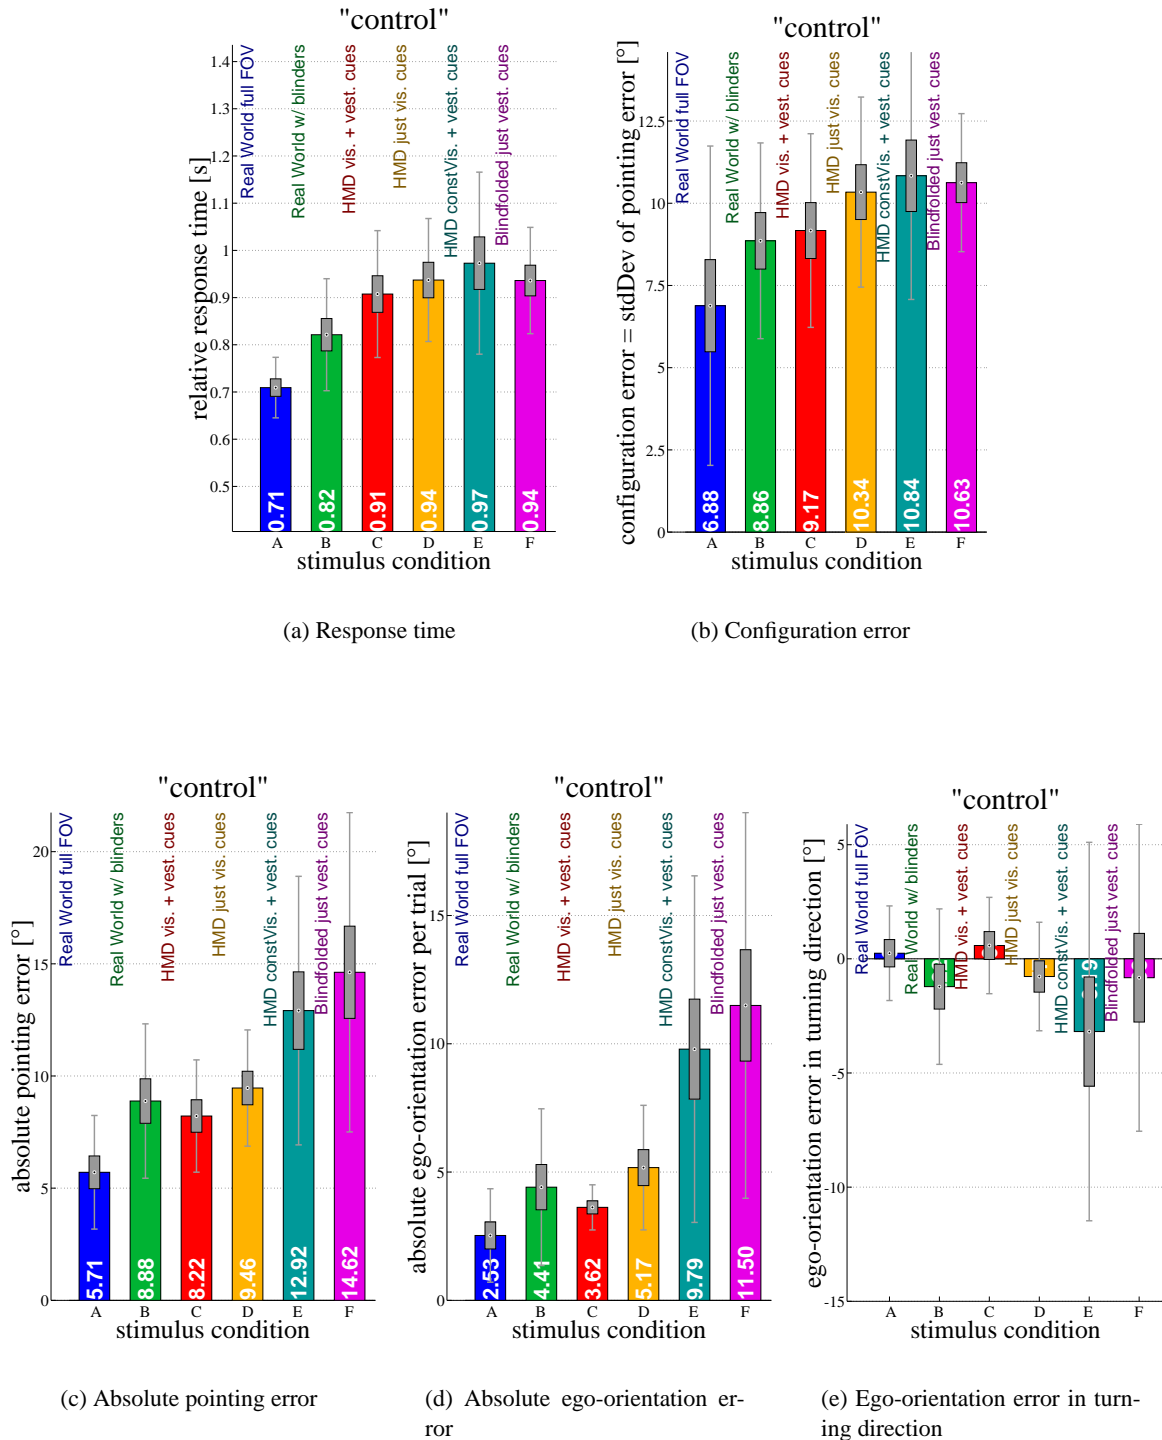 "control"
relative response time [s]
1.4
1.3
1.2
1.1
1
0.9
0.8
0.7
0.6
0.5
Real World full FOV
Real World w/ blinders
HMD vis. + vest. cues
HMD just vis. cues
HMD constVis. + vest. cues
Blindfolded just vest. cues
0.71
0.82
0.91
0.94
0.97
0.94
A B C D E F
stimulus condition
(a) Response time
"control"
configuration error = stdDev of pointing error [°]
12.5
10
7.5
5
2.5
0
Real World full FOV
Real World w/ blinders
HMD vis. + vest. cues
HMD just vis. cues
HMD constVis. + vest. cues
Blindfolded just vest. cues
6.88
8.86
9.17
10.34
10.84
10.63
A B C D E F
stimulus condition
(b) Configuration error
"control"
absolute pointing error [°]
20
15
10
5
0
Real World full FOV
Real World w/ blinders
HMD vis. + vest. cues
HMD just vis. cues
HMD constVis. + vest. cues
Blindfolded just vest. cues
5.71
8.88
8.22
9.46
12.92
14.62
A B C D E F
stimulus condition
(c) Absolute pointing error
"control"
absolute ego-orientation error per trial [°]
15
10
5
0
Real World full FOV
Real World w/ blinders
HMD vis. + vest. cues
HMD just vis. cues
HMD constVis. + vest. cues
Blindfolded just vest. cues
2.53
4.41
3.62
5.17
9.79
11.50
A B C D E F
stimulus condition
(d) Absolute ego-orientation er-
ror
"control"
ego-orientation error in turning direction [°]
5
0
-5
-10
-15
Real World full FOV
Real World w/ blinders
HMD vis. + vest. cues
HMD just vis. cues
HMD constVis. + vest. cues
Blindfolded just vest. cues
A B C D E F
stimulus condition
(e) Ego-orientation error in turn-
ing direction